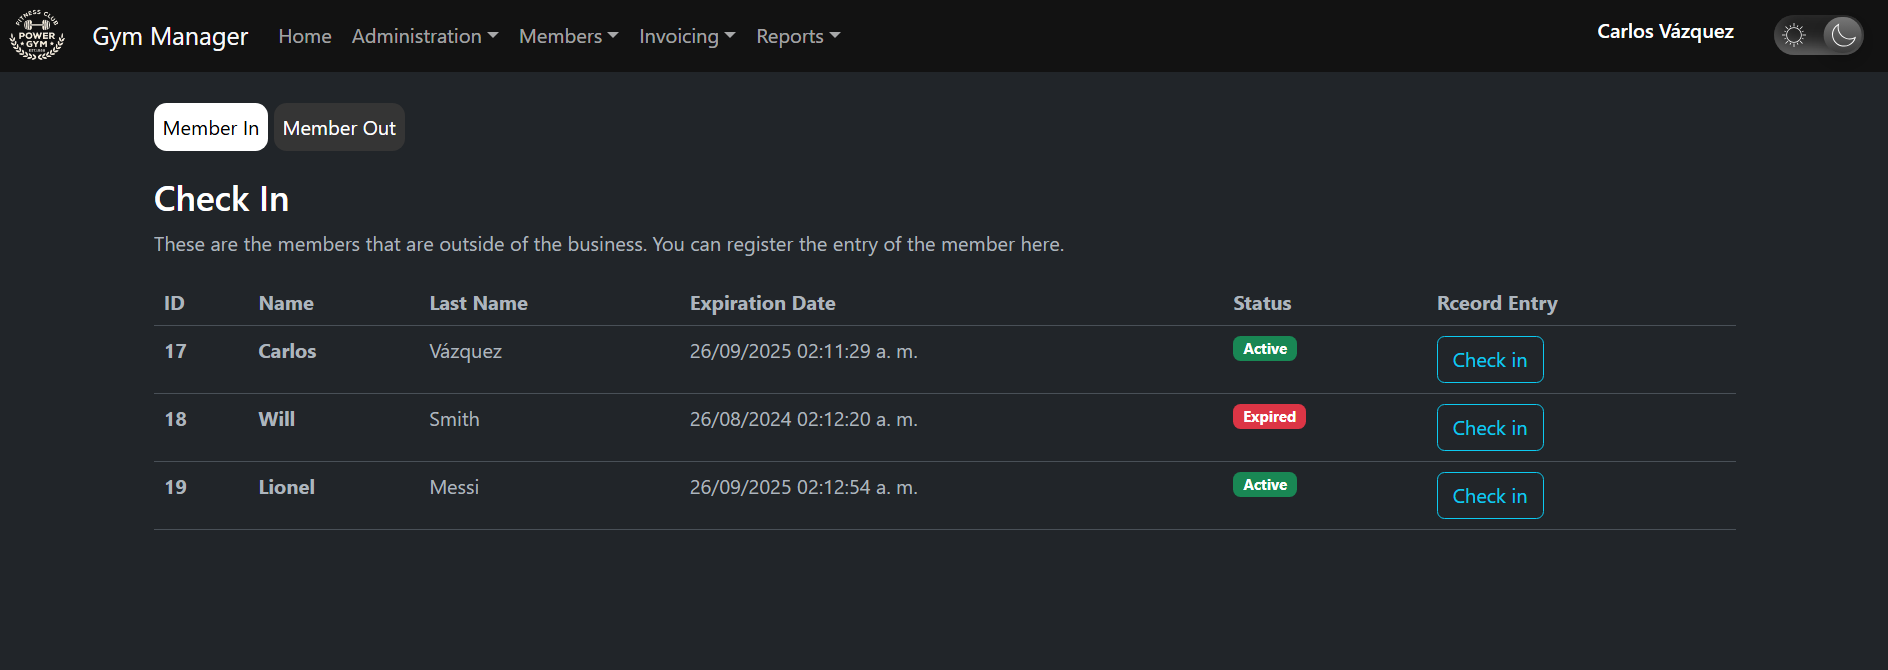 FITNESS CLUB
POWER
GYM
Gym Manager Home Administration Members Invoicing Reports Carlos Vázquez
Member In Member Out
Check In
These are the members that are outside of the business. You can register the entry of the member here.
ID Name Last Name Expiration Date Status Rceord Entry
17 Carlos Vázquez 26/09/2025 02:11:29 a. m. Active Check in
18 Will Smith 26/08/2024 02:12:20 a. m. Expired Check in
19 Lionel Messi 26/09/2025 02:12:54 a. m. Active Check in